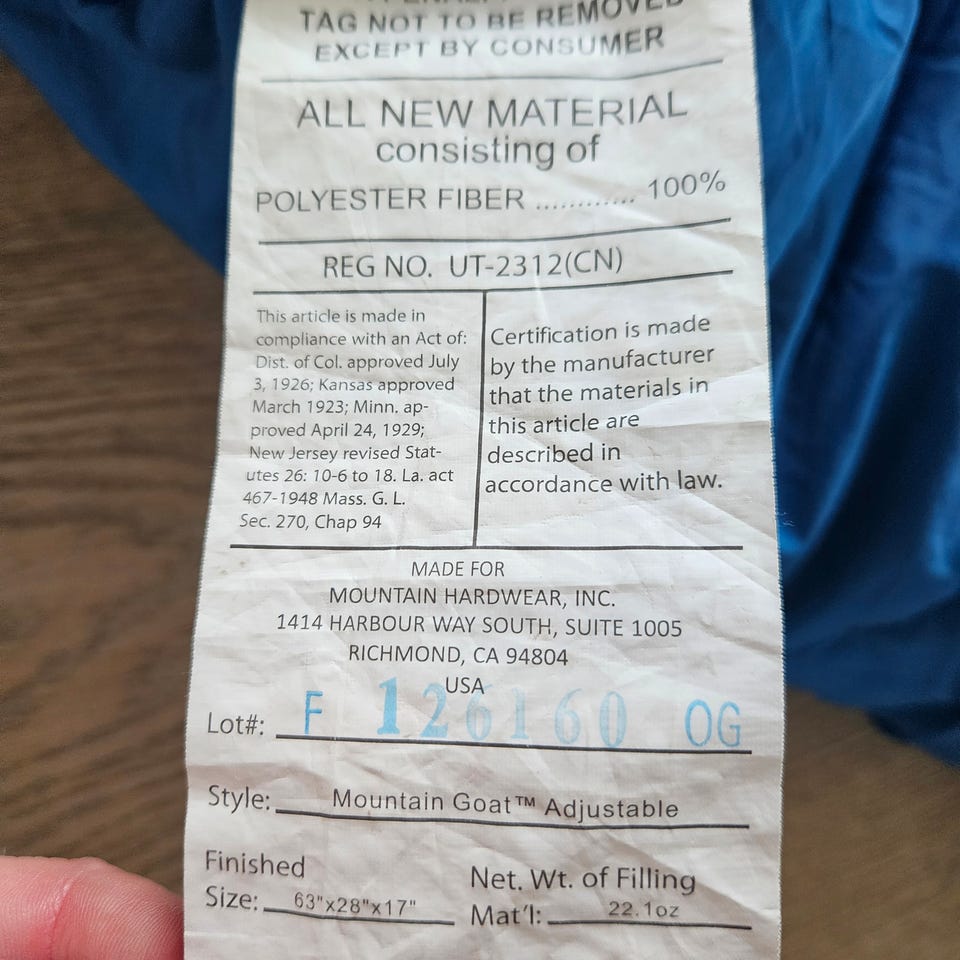 TAG NOT TO BE REMOVED
EXCEPT BY CONSUMER
ALL NEW MATERIAL
consisting of
POLYESTER FIBER ............ 100%
REG NO. UT-2312(CN)
This article is made in
compliance with an Act of:
Dist. of Col. approved July
3, 1926; Kansas approved
March 1923; Minn. ap-
proved April 24, 1929;
New Jersey revised Stat-
utes 26: 10-6 to 18. La. act
467-1948 Mass. G. L.
Sec. 270, Chap 94
Certification is made
by the manufacturer
that the materials in
this article are
described in
accordance with law.
MADE FOR
MOUNTAIN HARDWEAR, INC.
1414 HARBOUR WAY SOUTH, SUITE 1005
RICHMOND, CA 94804
USA
Lot#: F 126160 OG
Style: Mountain Goat™ Adjustable
Finished
Size: 63"x28"x17"
Net. Wt. of Filling
Mat'l: 22.1oz